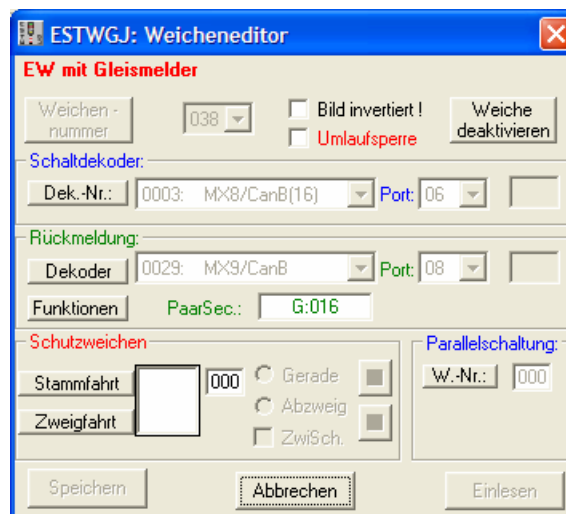 ESTWGJ: Weicheneditor
EW mit Gleismelder
Weichen -
nummer
038
Bild invertiert !
Umlaufsperre
Weiche
deaktivieren
Schaltdekoder:
Dek.-Nr.: 0003: MX8/CanB(16) Port: 06
Rückmeldung:
Dekoder 0029: MX9/CanB Port: 08
Funktionen PaarSec.: G:016
Schutzweichen
Stammfahrt
Zweigfahrt
000
Gerade
Abzweig
ZwiSch.
Parallelschaltung:
W.-Nr.: 000
Speichern Abbrechen Einlesen